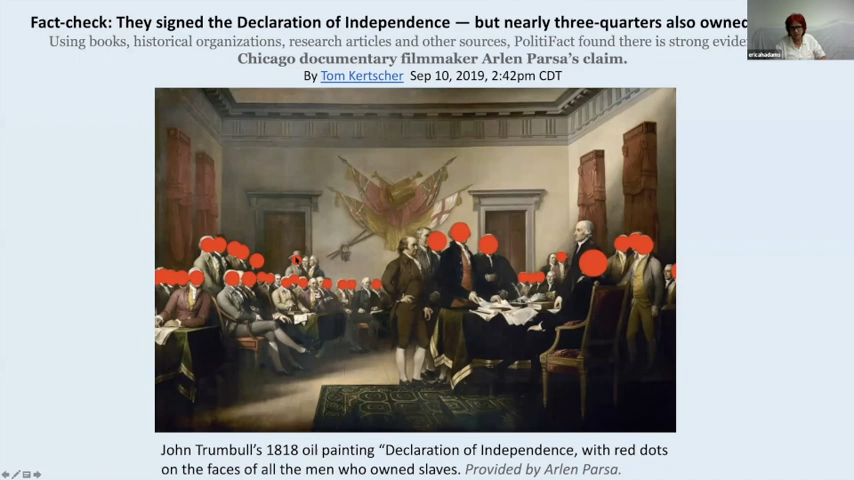 Fact-check: They signed the Declaration of Independence — but nearly three-quarters also owned
Using books, historical organizations, research articles and other sources, PolitiFact found there is strong
Chicago documentary filmmaker Arlen Parsa's claim.
By Tom Kertscher Sep 10, 2019, 2:42pm CDT
John Trumbull's 1818 oil painting “Declaration of Independence, with red dots
on the faces of all the men who owned slaves. Provided by Arlen Parsa.